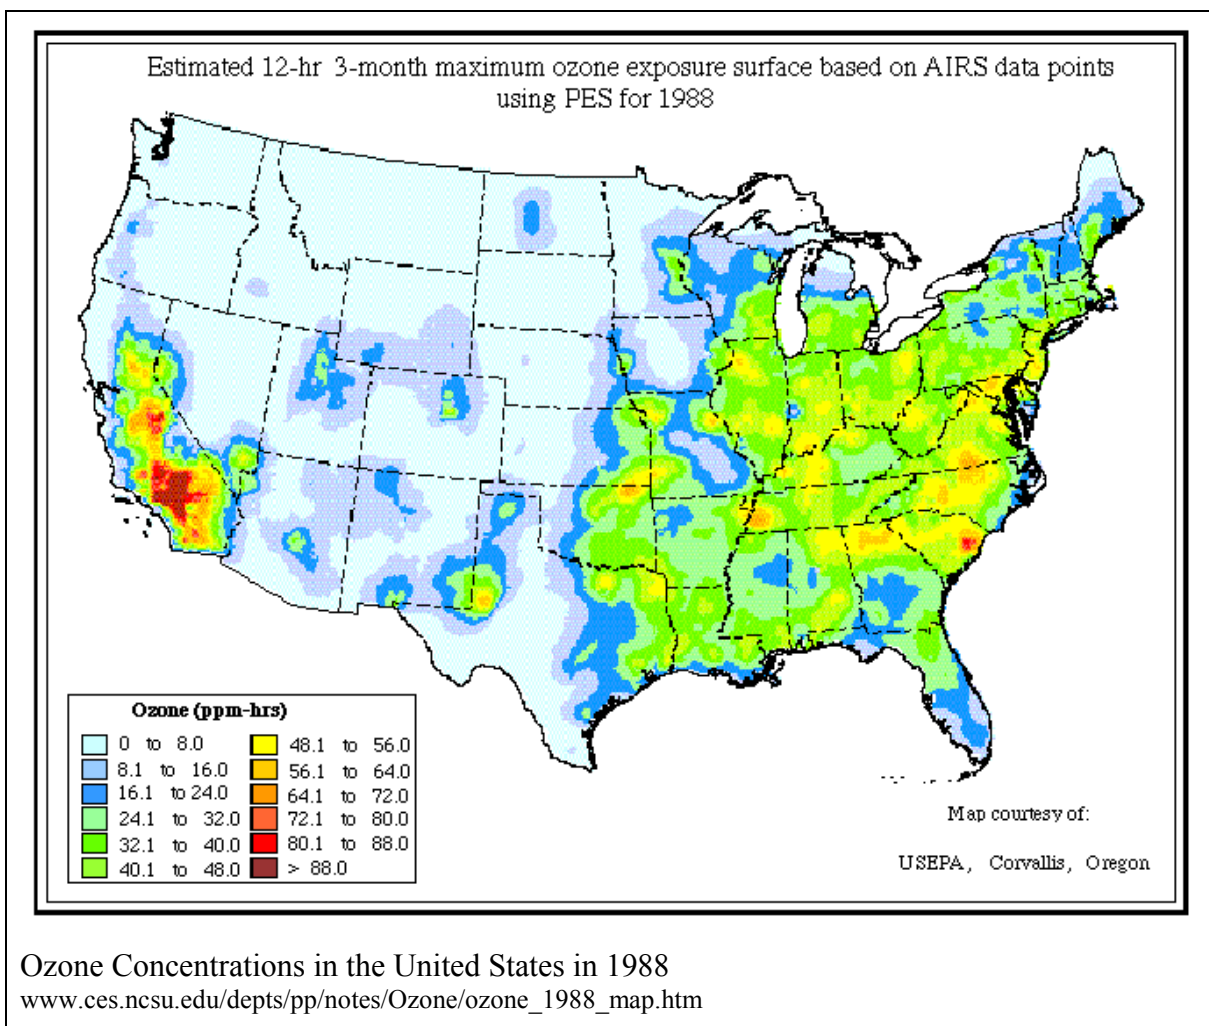 Estimated 12-hr 3-month maximum ozone exposure surface based on AIRS data points
using PES for 1988
Ozone (ppm-hrs)
0 to 8.0
8.1 to 16.0
16.1 to 24.0
24.1 to 32.0
32.1 to 40.0
40.1 to 48.0
48.1 to 56.0
56.1 to 64.0
64.1 to 72.0
72.1 to 80.0
80.1 to 88.0
> 88.0
Map courtesy of:
USEPA, Corvallis, Oregon
Ozone Concentrations in the United States in 1988
www.ces.ncsu.edu/depts/pp/notes/Ozone/ozone_1988_map.htm